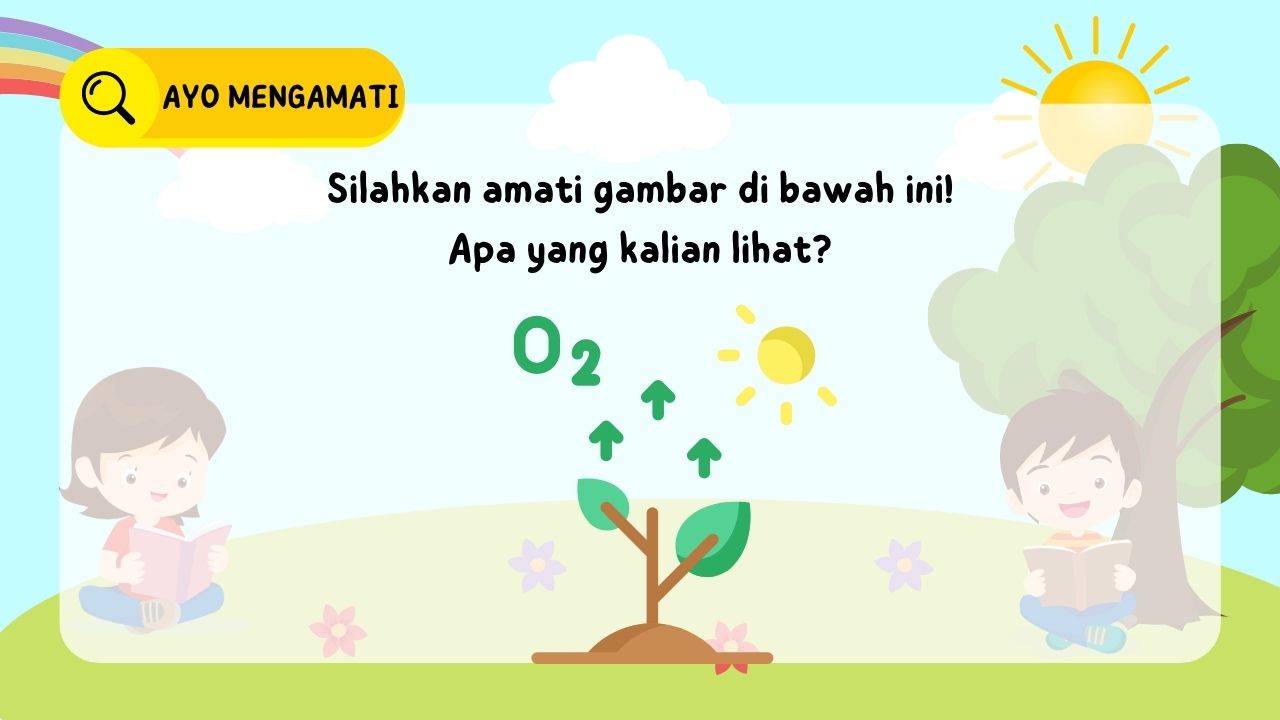 AYO MENGAMATI
Silahkan amati gambar di bawah ini!
Apa yang kalian lihat?
O₂